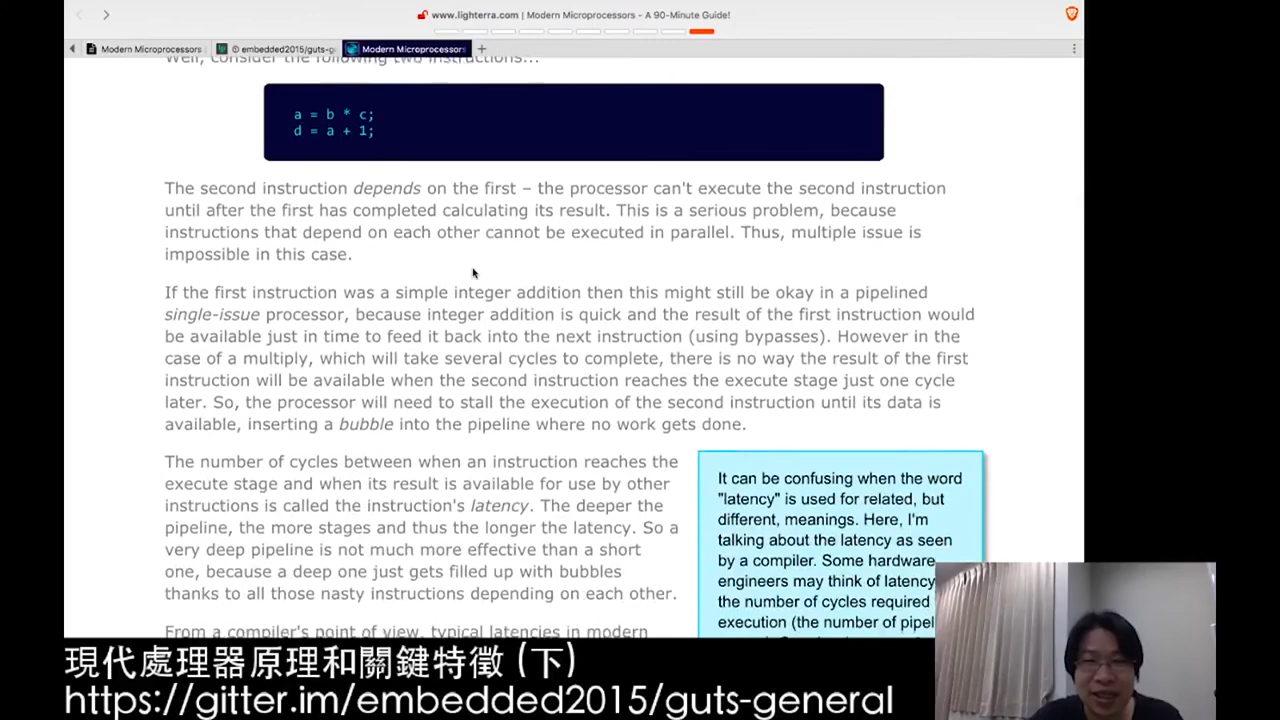 www.lighterra.com | Modern Microprocessors - A 90-Minute Guide!
Modern Microprocessors
embedded2015/guts-g
Modern Microprocessors
Well, consider the following two instructions...
a = b * c;
d = a + 1;
The second instruction depends on the first – the processor can't execute the second instruction
until after the first has completed calculating its result. This is a serious problem, because
instructions that depend on each other cannot be executed in parallel. Thus, multiple issue is
impossible in this case.
If the first instruction was a simple integer addition then this might still be okay in a pipelined
single-issue processor, because integer addition is quick and the result of the first instruction would
be available just in time to feed it back into the next instruction (using bypasses). However in the
case of a multiply, which will take several cycles to complete, there is no way the result of the first
instruction will be available when the second instruction reaches the execute stage just one cycle
later. So, the processor will need to stall the execution of the second instruction until its data is
available, inserting a bubble into the pipeline where no work gets done.
The number of cycles between when an instruction reaches the
execute stage and when its result is available for use by other
instructions is called the instruction's latency. The deeper the
pipeline, the more stages and thus the longer the latency. So a
very deep pipeline is not much more effective than a short
one, because a deep one just gets filled up with bubbles
thanks to all those nasty instructions depending on each other.
From a compiler's point of view, typical latencies in modern
It can be confusing when the word
"latency" is used for related, but
different, meanings. Here, I'm
talking about the latency as seen
by a compiler. Some hardware
engineers may think of latency
the number of cycles required
execution (the number of pipel
現代處理器原理和關鍵特徵 (下)
https://gitter.im/embedded2015/guts-general